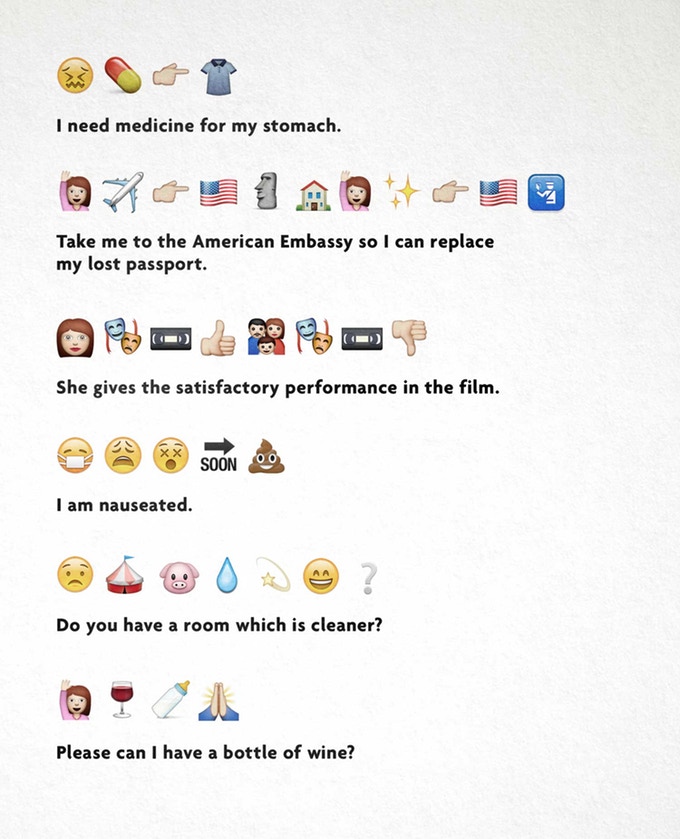 I need medicine for my stomach.
Take me to the American Embassy so I can replace
my lost passport.
She gives the satisfactory performance in the film.
SOON
I am nauseated.
Do you have a room which is cleaner?
Please can I have a bottle of wine?